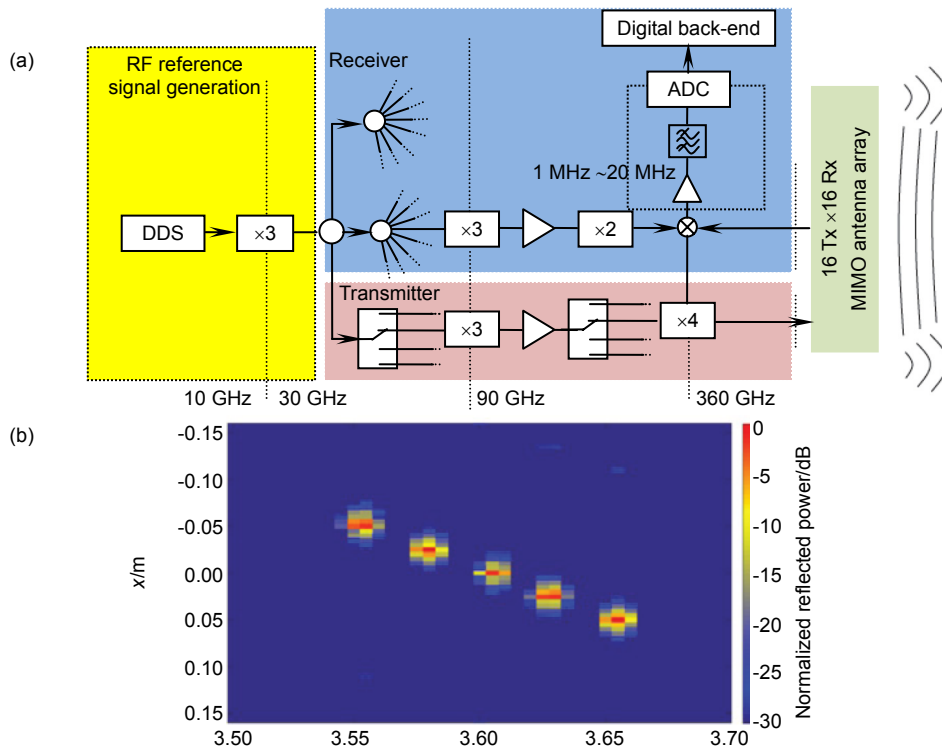 (a)
RF reference
signal generation
DDS
×3
10 GHz
30 GHz
Receiver
Digital back-end
ADC
1 MHz ~20 MHz
×3
×2
Transmitter
×3
×4
90 GHz
360 GHz
16 Tx ×16 Rx
MIMO antenna array
(b)
x/m
-0.15
-0.10
-0.05
0.00
0.05
0.10
0.15
3.50
3.55
3.60
3.65
3.70
0
-5
-10
-15
-20
-25
-30
Normalized reflected power/dB